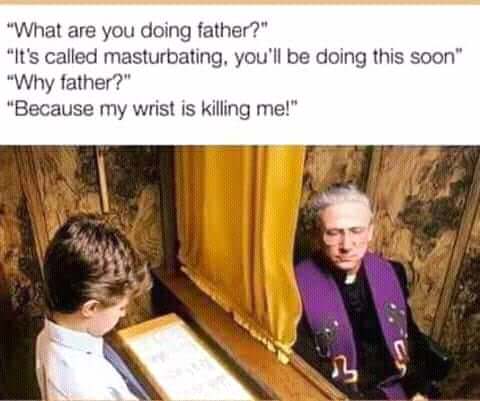 “What are you doing father?”
“It’s called masturbating, you’ll be doing this soon”
“Why father?”
“Because my wrist is killing me!”